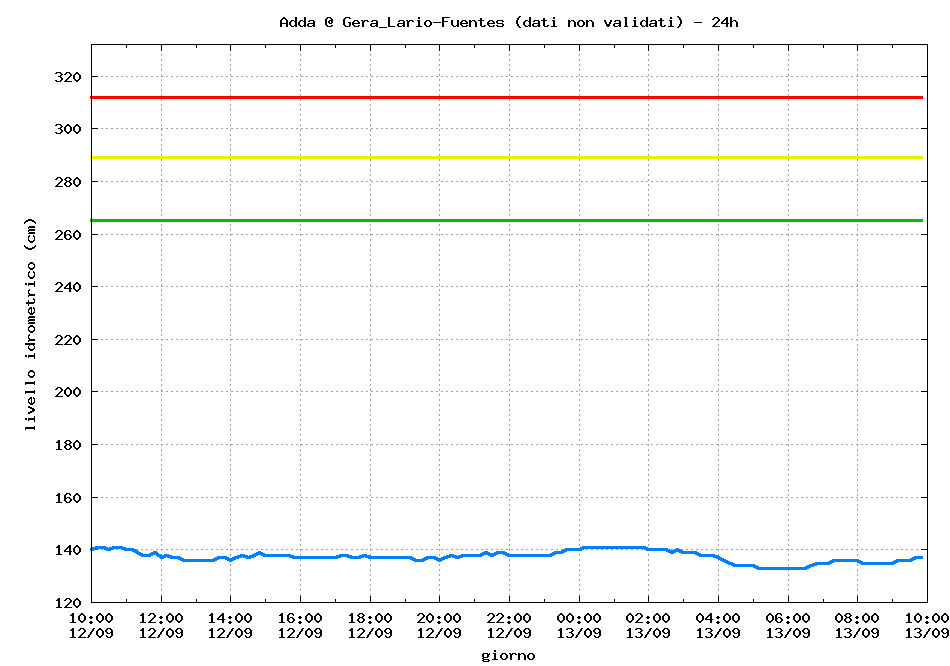 Adda @ Gera_Lario-Fuentes (dati non validati) - 24h
livello idrometrico (cm)
320
300
280
260
240
220
200
180
160
140
120
10:00 12:00 14:00 16:00 18:00 20:00 22:00 00:00 02:00 04:00 06:00 08:00 10:00
12/09 12/09 12/09 12/09 12/09 12/09 12/09 13/09 13/09 13/09 13/09 13/09 13/09
giorno